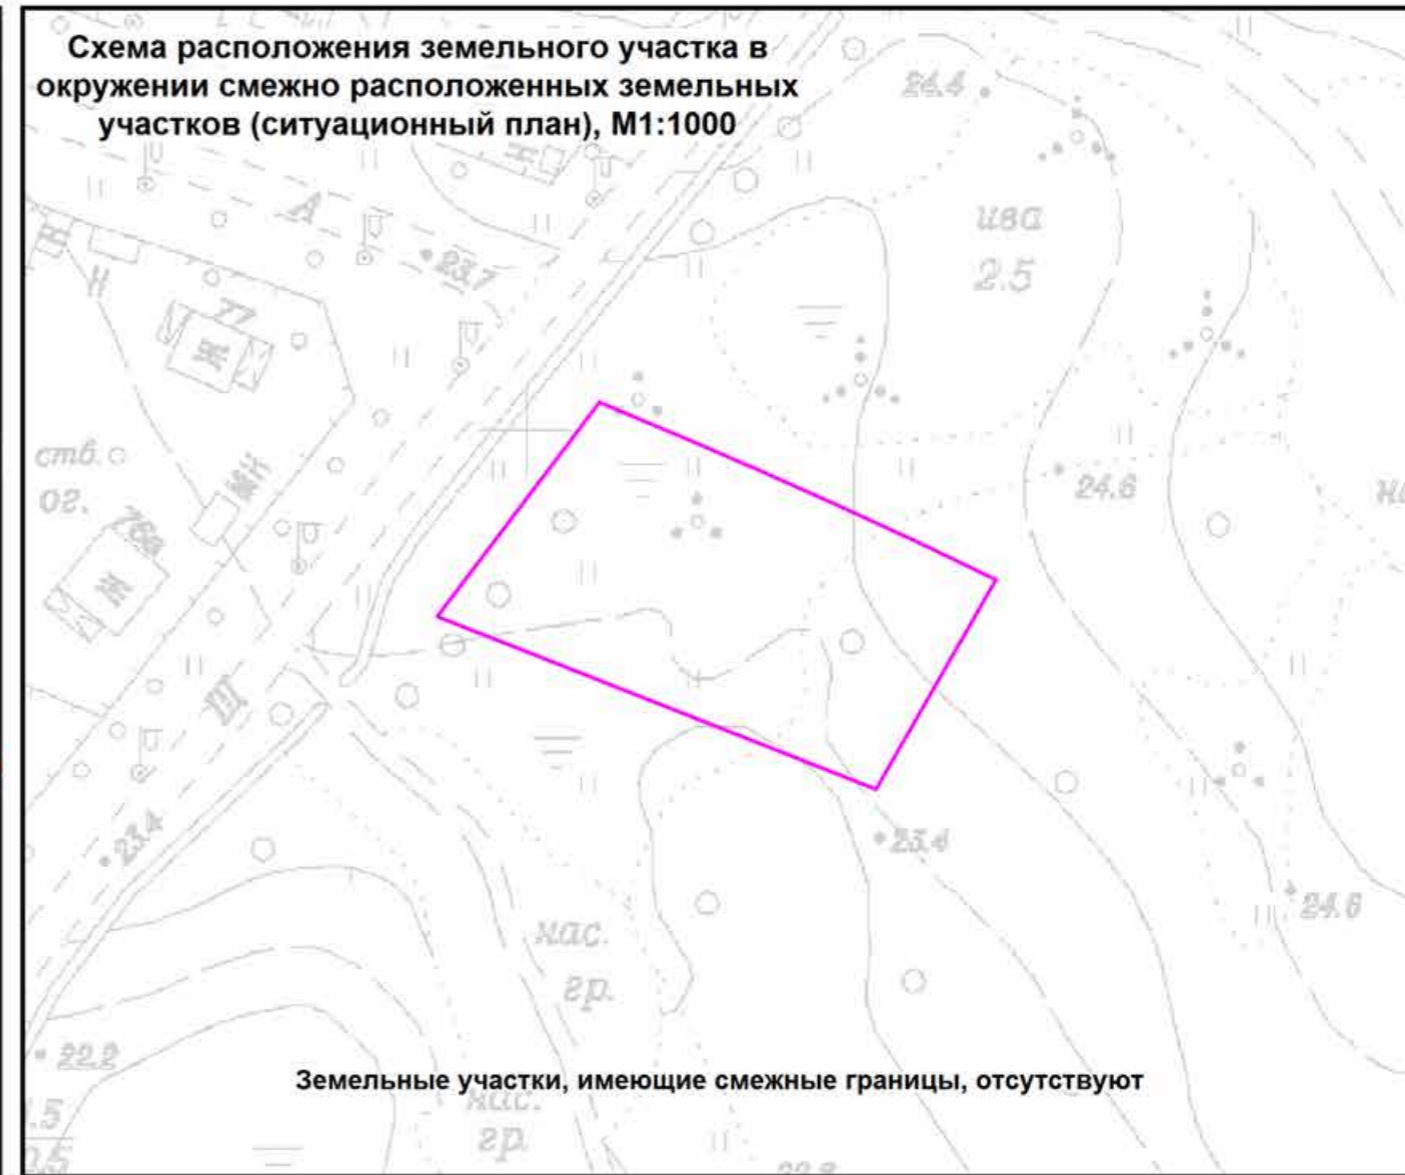 Схема расположения земельного участка в
окружении смежно расположенных земельных
участков (ситуационный план), М1:1000
24.4
Н
А
ива
2.5
23.7
Н
77
Ж
ств.
ог.
МН
24.6
76а
Ж
Ш
23.4
23.4
24.6
нас.
гр.
22.2
Земельные участки, имеющие смежные границы, отсутствуют
нас.
гр.